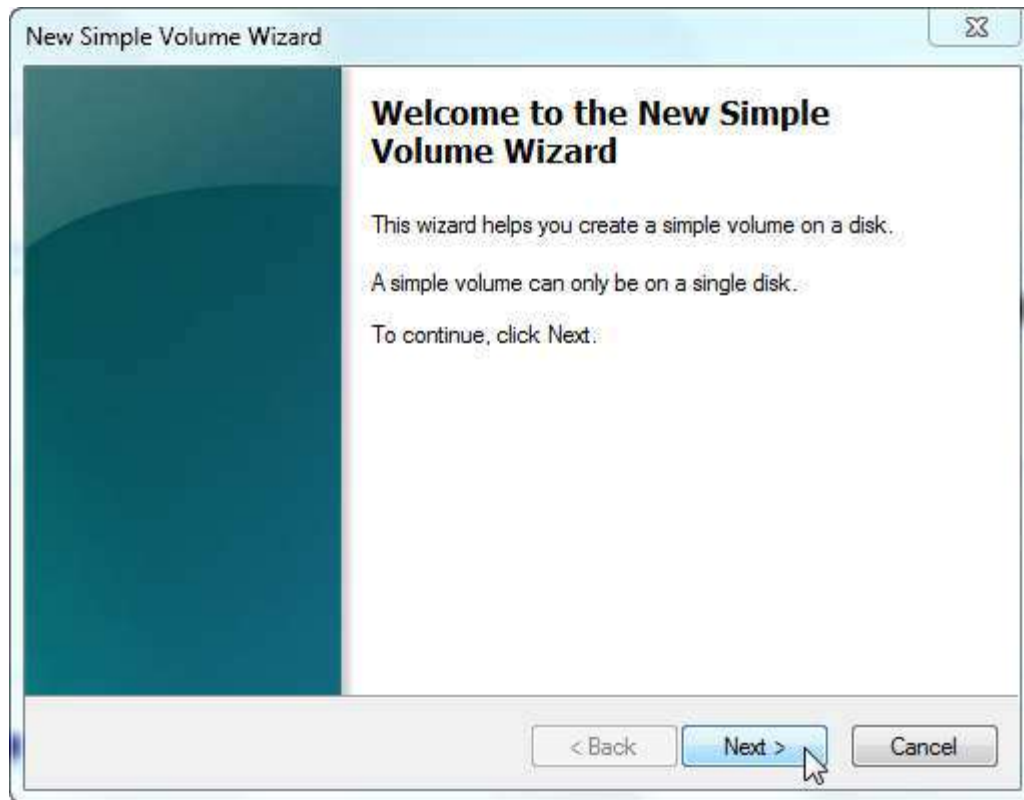 New Simple Volume Wizard
Welcome to the New Simple
Volume Wizard
This wizard helps you create a simple volume on a disk.
A simple volume can only be on a single disk.
To continue, click Next.
< Back
Next >
Cancel